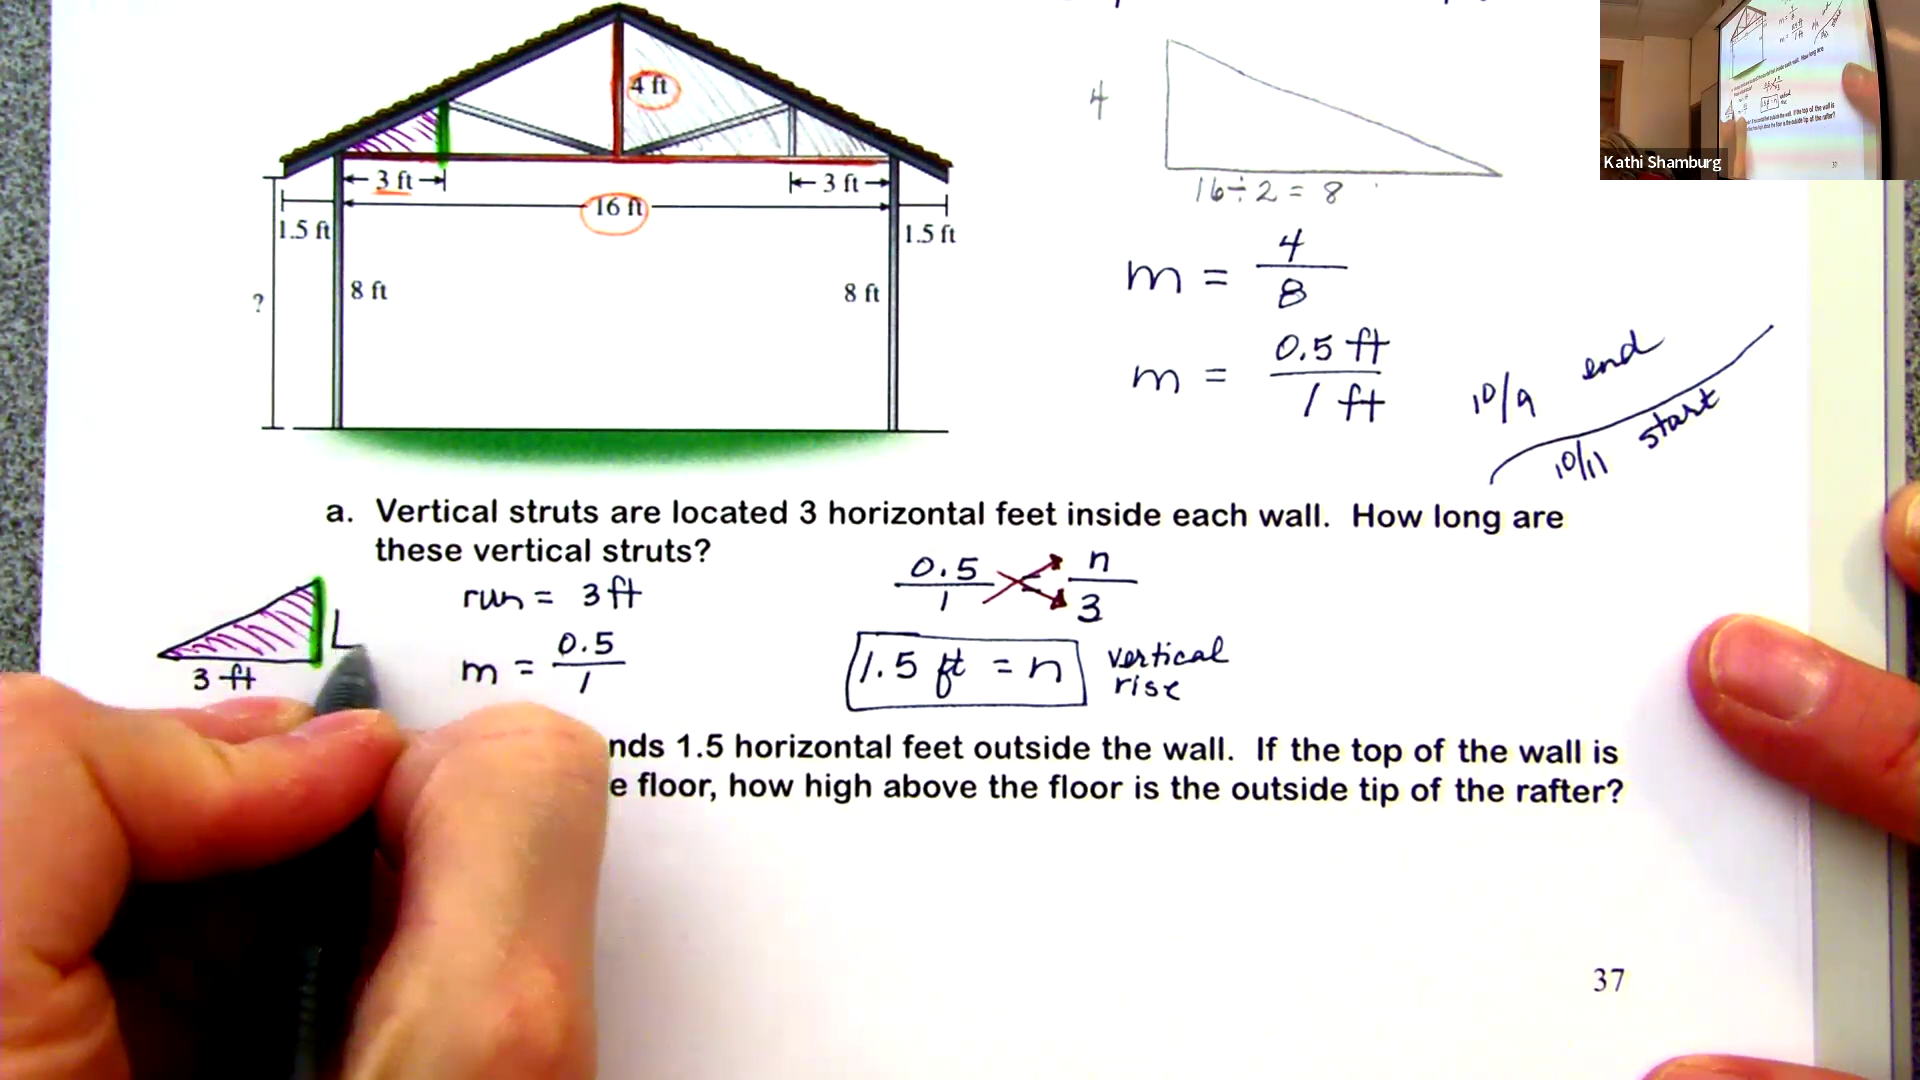 4 ft
3 ft
3 ft
16 ft
1.5 ft
1.5 ft
8 ft
8 ft
?
4
16 ÷ 2 = 8
m = 4/8
m = 0.5 ft / 1 ft
10/9 end
10/11 start
Kathi Shamburg
a. Vertical struts are located 3 horizontal feet inside each wall. How long are
these vertical struts?
run = 3 ft
m = 0.5/1
0.5/1 n/3
1.5 ft = n
vertical
rise
3 ft
nds 1.5 horizontal feet outside the wall. If the top of the wall is
e floor, how high above the floor is the outside tip of the rafter?
37